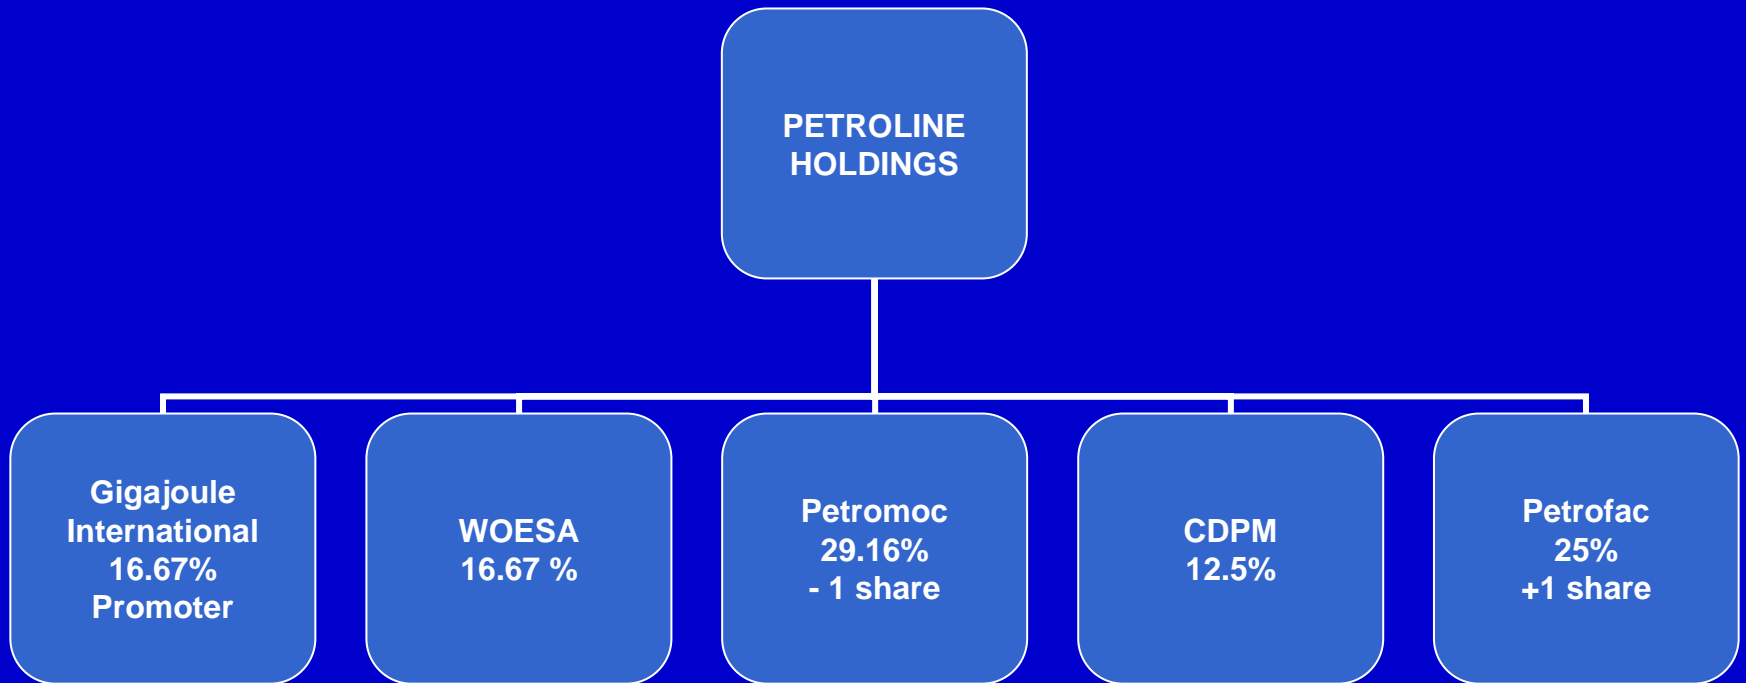 PETROLINE
HOLDINGS
Gigajoule
International
16.67%
Promoter
WOESA
16.67 %
Petromoc
29.16%
- 1 share
CDPM
12.5%
Petrofac
25%
+1 share